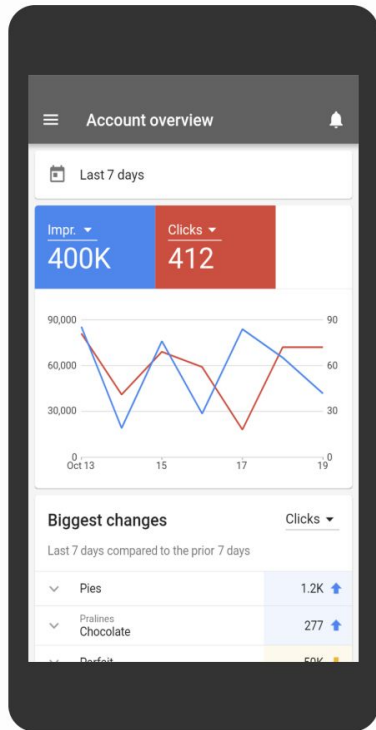 Account overview
Last 7 days
Impr. Clicks
400K 412
90,000 90
60,000 60
30,000 30
0 0
Oct 13 15 17 19
Biggest changes Clicks
Last 7 days compared to the prior 7 days
Pies 1.2K
Pralines
Chocolate 277
Parfait 50K